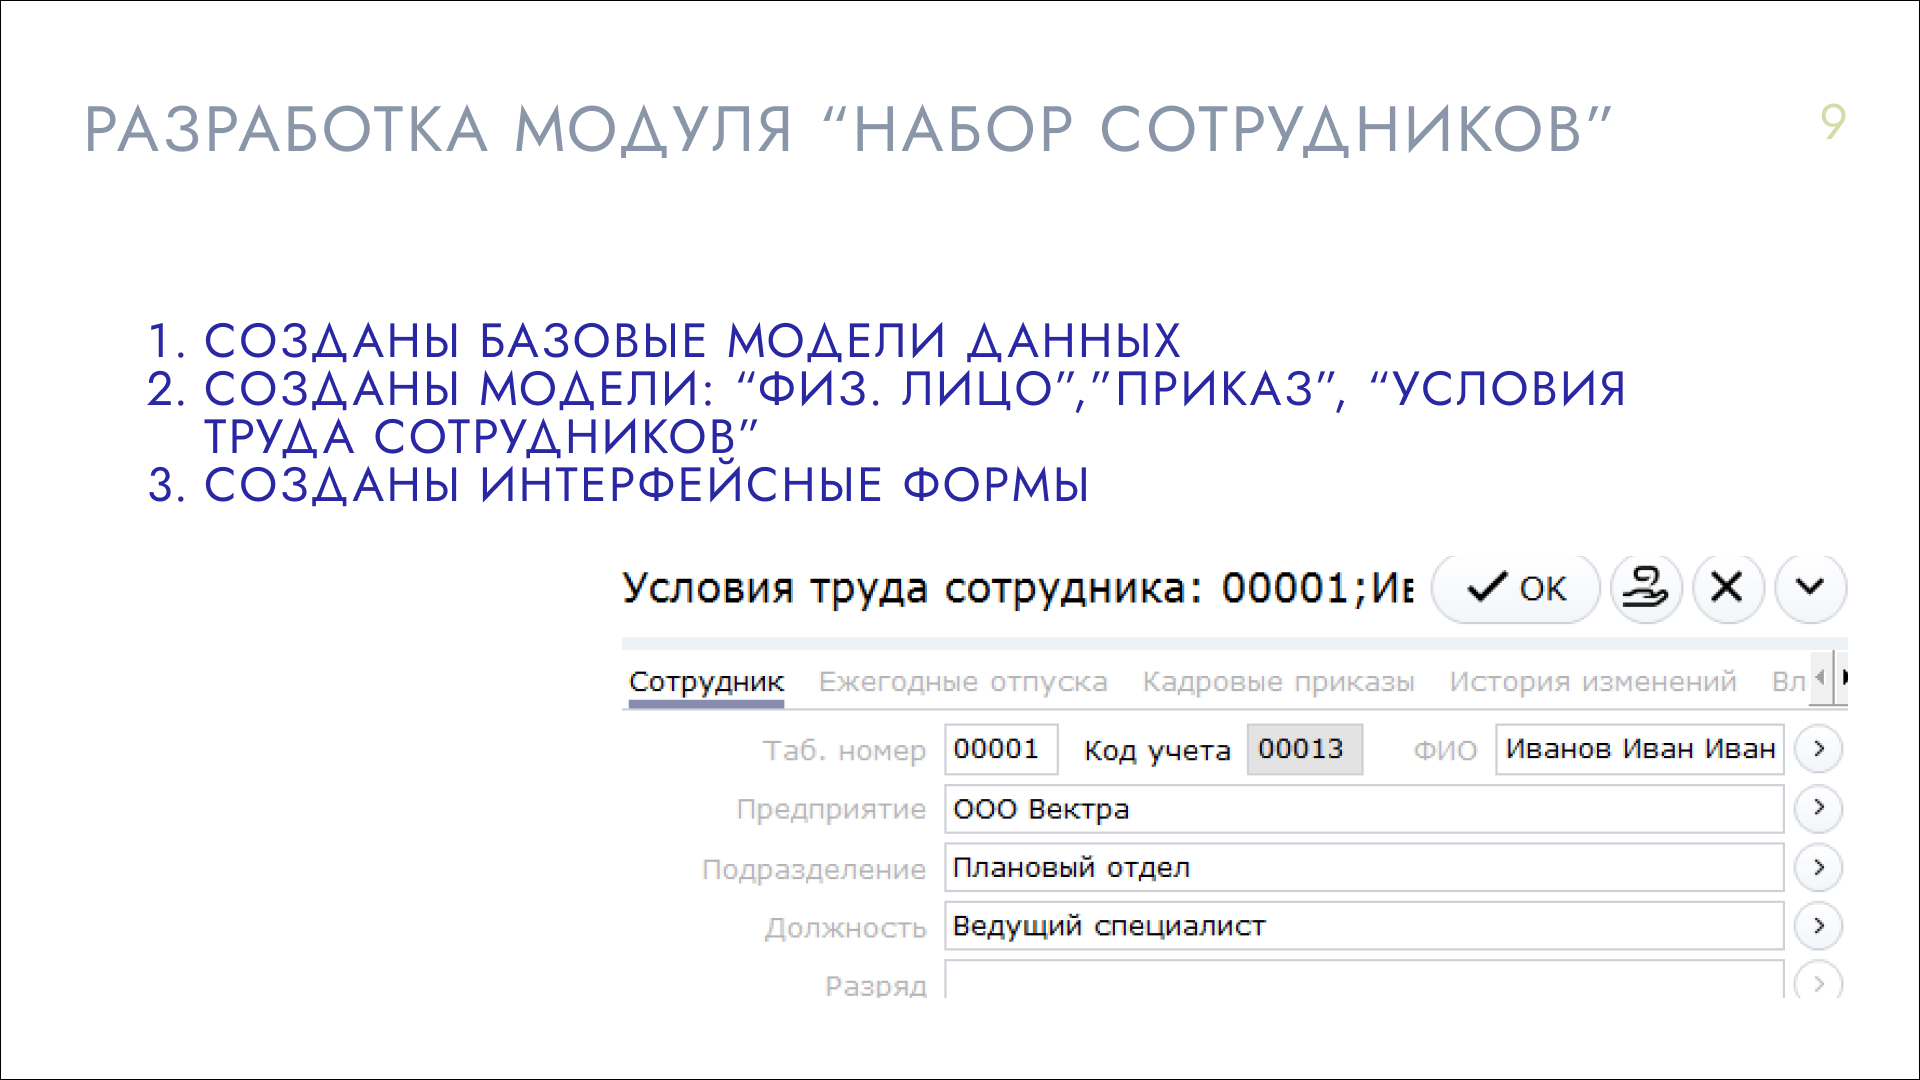 РАЗРАБОТКА МОДУЛЯ “НАБОР СОТРУДНИКОВ”
9
1. СОЗДАНЫ БАЗОВЫЕ МОДЕЛИ ДАННЫХ
2. СОЗДАНЫ МОДЕЛИ: “ФИЗ. ЛИЦО”,”ПРИКАЗ”, “УСЛОВИЯ
ТРУДА СОТРУДНИКОВ”
3. СОЗДАНЫ ИНТЕРФЕЙСНЫЕ ФОРМЫ
Условия труда сотрудника: 00001;Ив OK
Сотрудник Ежегодные отпуска Кадровые приказы История изменений Вл
Таб. номер 00001 Код учета 00013 ФИО Иванов Иван Иван
Предприятие ООО Вектра
Подразделение Плановый отдел
Должность Ведущий специалист
Разряд